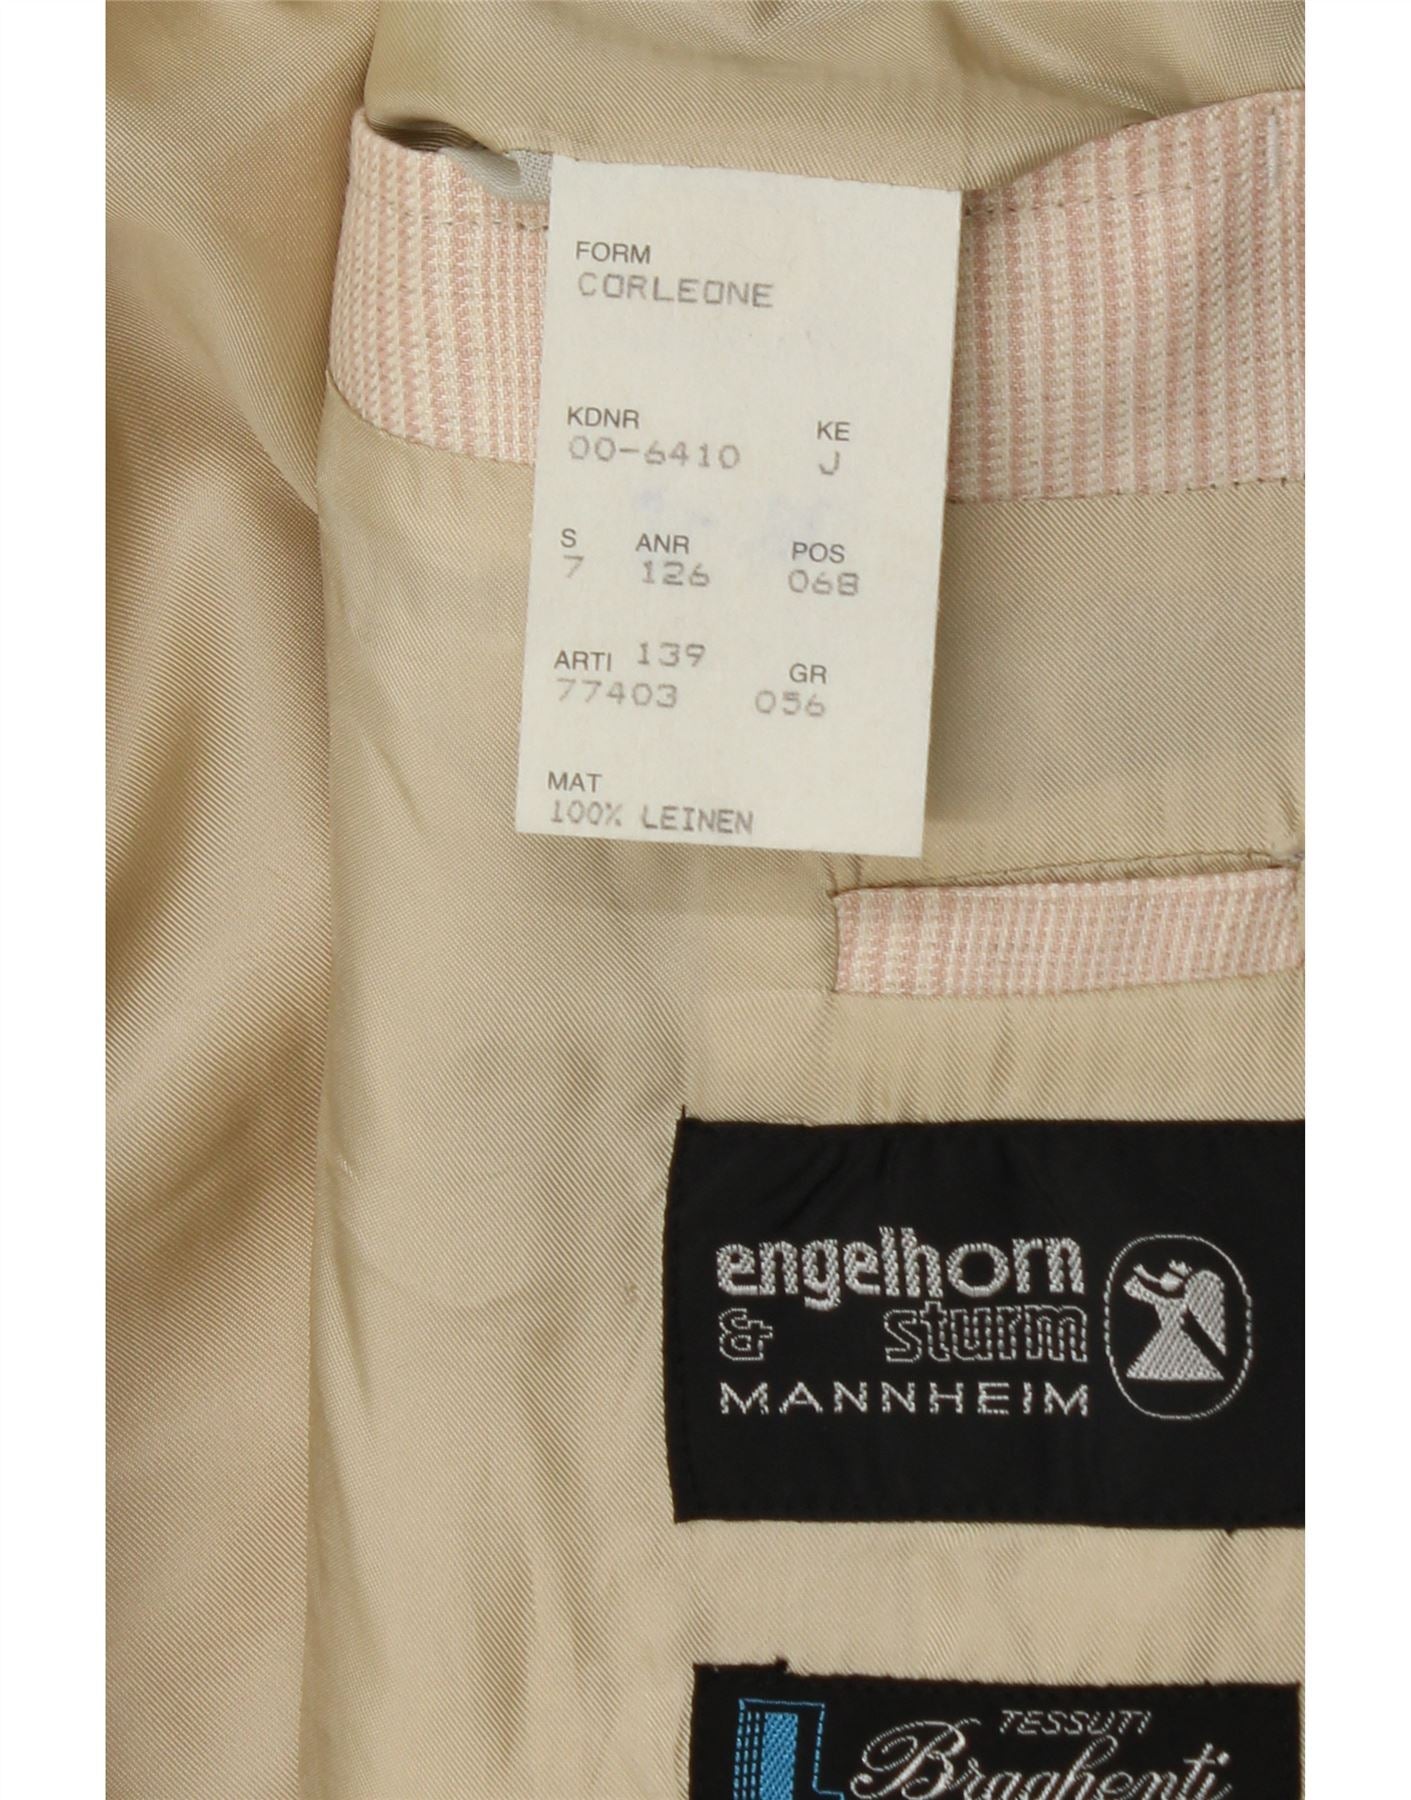 FORM
CORLEONE
KDNR KE
00-6410 J
S ANR POS
7 126 068
ARTI 139 GR
77403 056
MAT
100% LEINEN
engelhorn
& sturm
MANNHEIM
TESSUTI
Braghenti